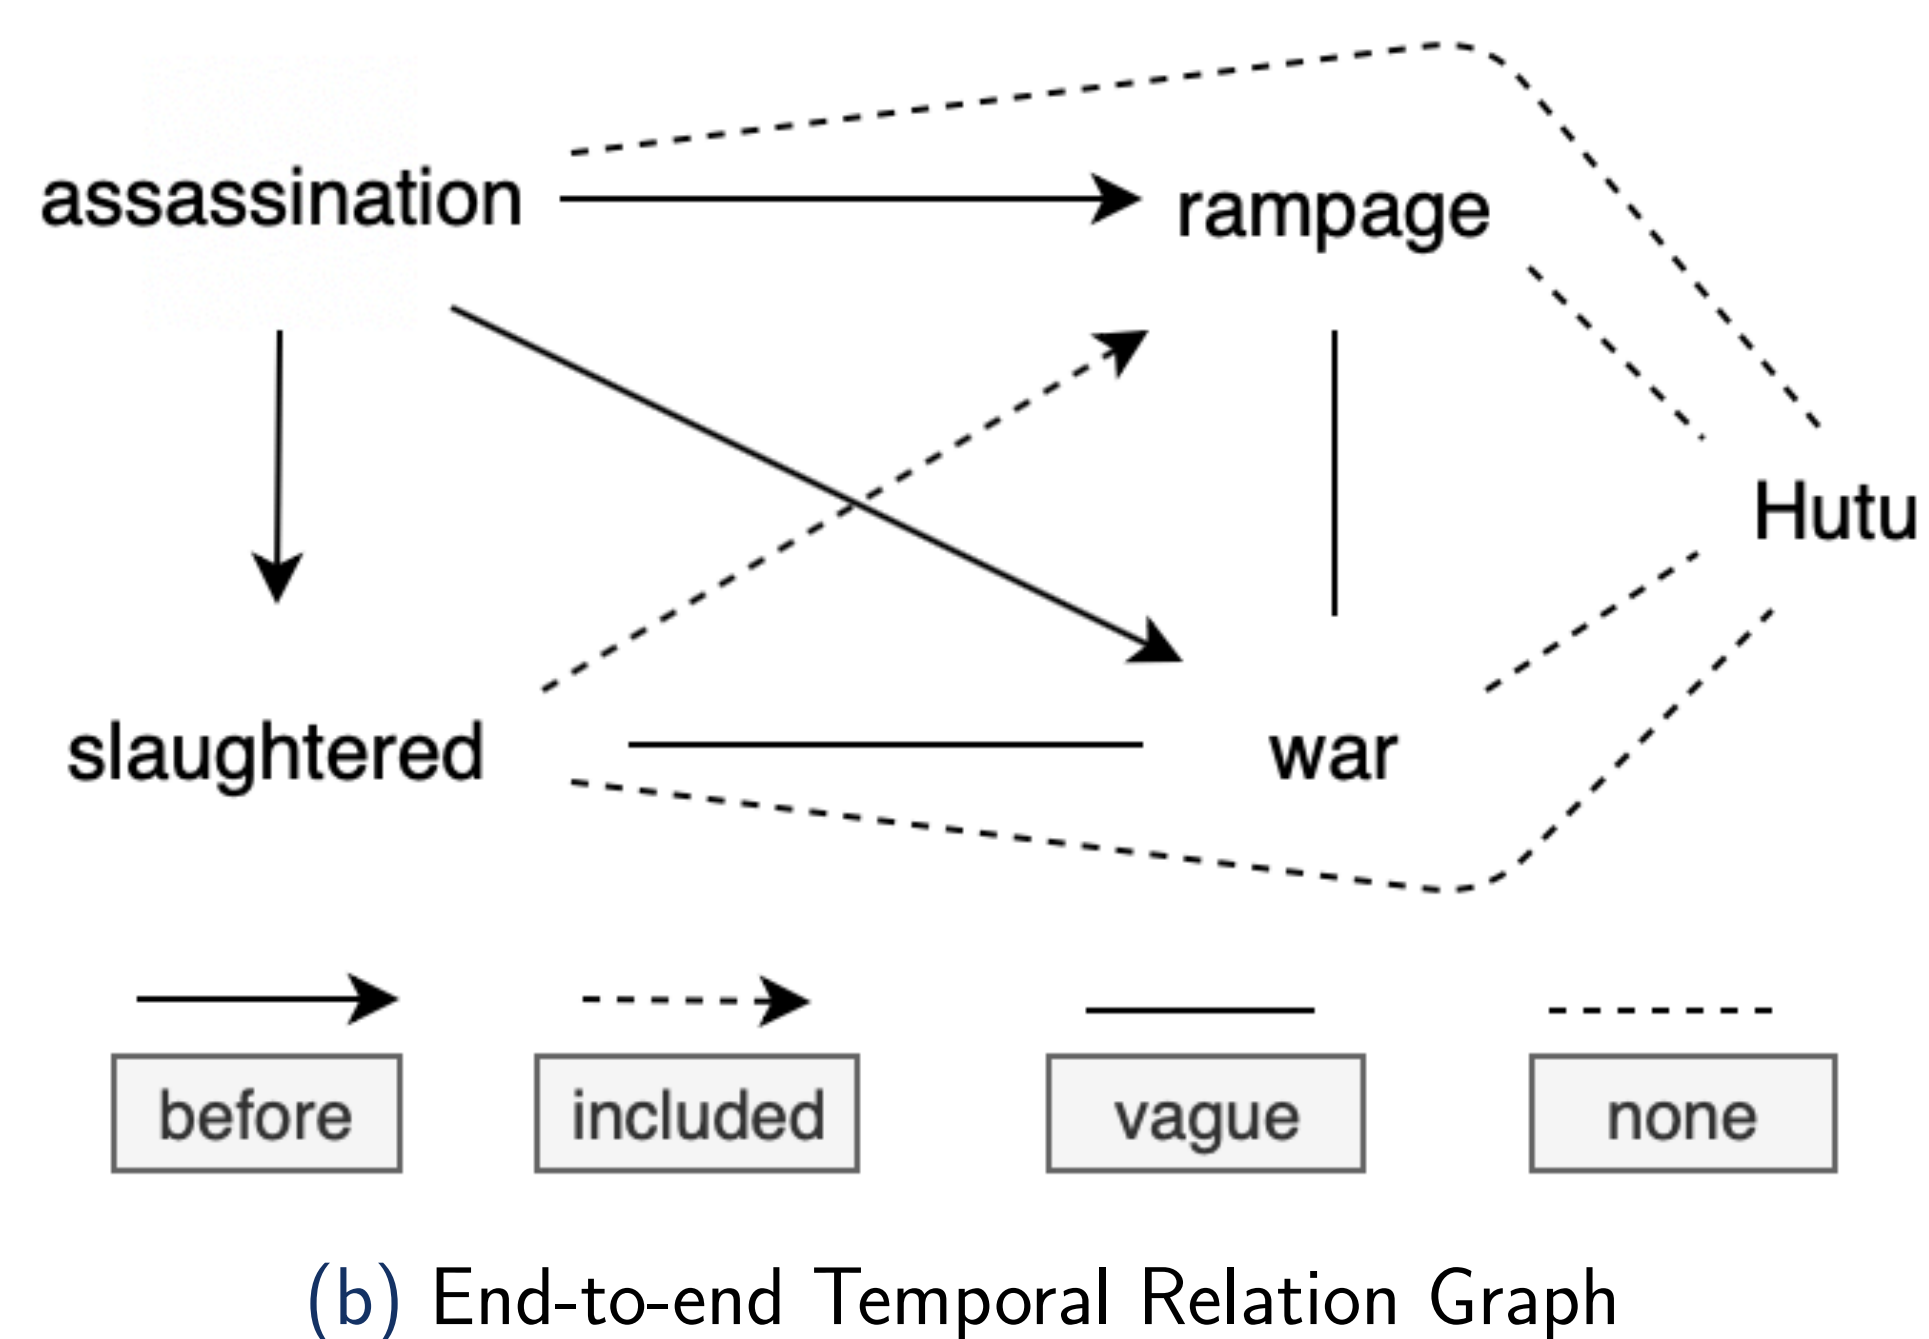 assassination
rampage
Hutu
slaughtered
war
before
included
vague
none
(b) End-to-end Temporal Relation Graph